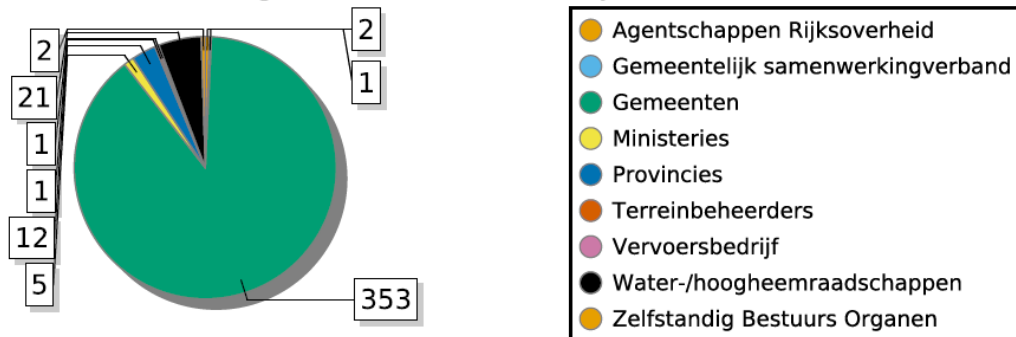 2
21
1
1
12
5
2
1
353
Agentschappen Rijksoverheid
Gemeentelijk samenwerkingverband
Gemeenten
Ministeries
Provincies
Terreinbeheerders
Vervoersbedrijf
Water-/hoogheemraadschappen
Zelfstandig Bestuurs Organen